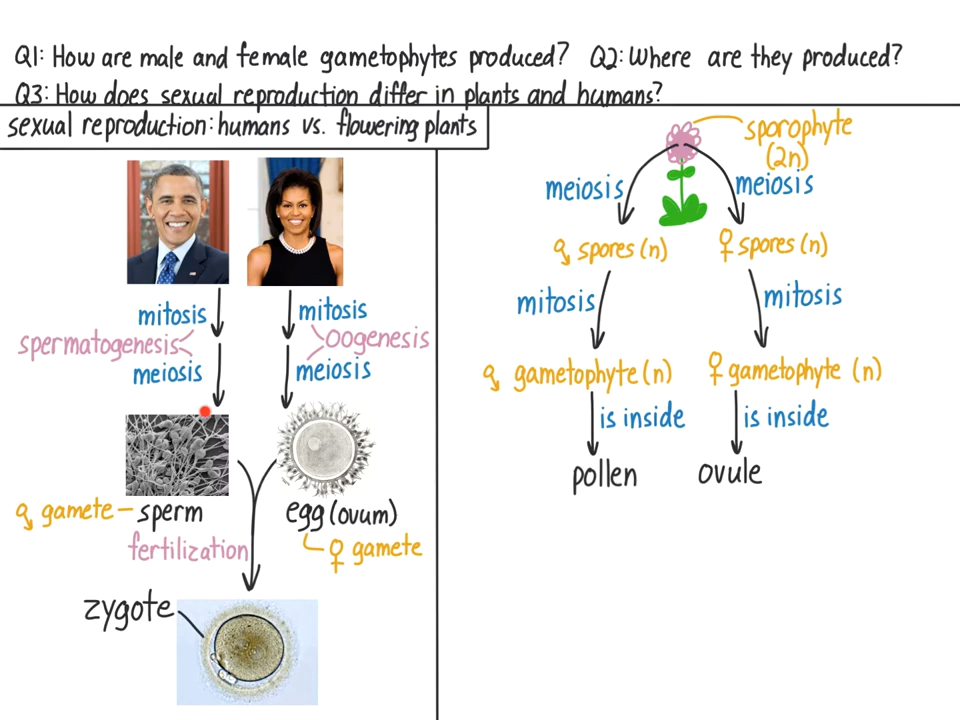 Q1: How are male and female gametophytes produced? Q2: Where are they produced?
Q3: How does sexual reproduction differ in plants and humans?
sexual reproduction: humans vs. flowering plants
mitosis
mitosis
spermatogenesis
oogenesis
meiosis
meiosis
♂ gamete
sperm
egg (ovum)
fertilization
♀ gamete
zygote
sporophyte
(2n)
meiosis
meiosis
♂ spores (n)
♀ spores (n)
mitosis
mitosis
♂ gametophyte (n)
♀ gametophyte (n)
is inside
is inside
pollen
ovule